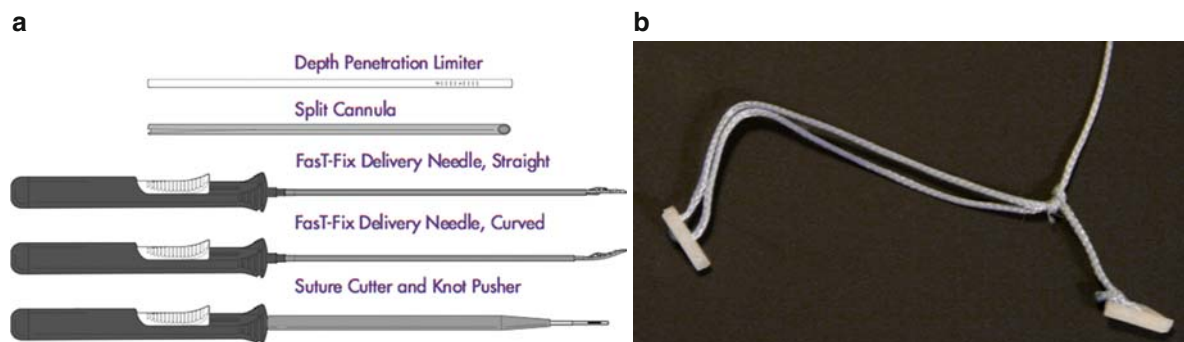 a
b
Depth Penetration Limiter
Split Cannula
FasT-Fix Delivery Needle, Straight
FasT-Fix Delivery Needle, Curved
Suture Cutter and Knot Pusher